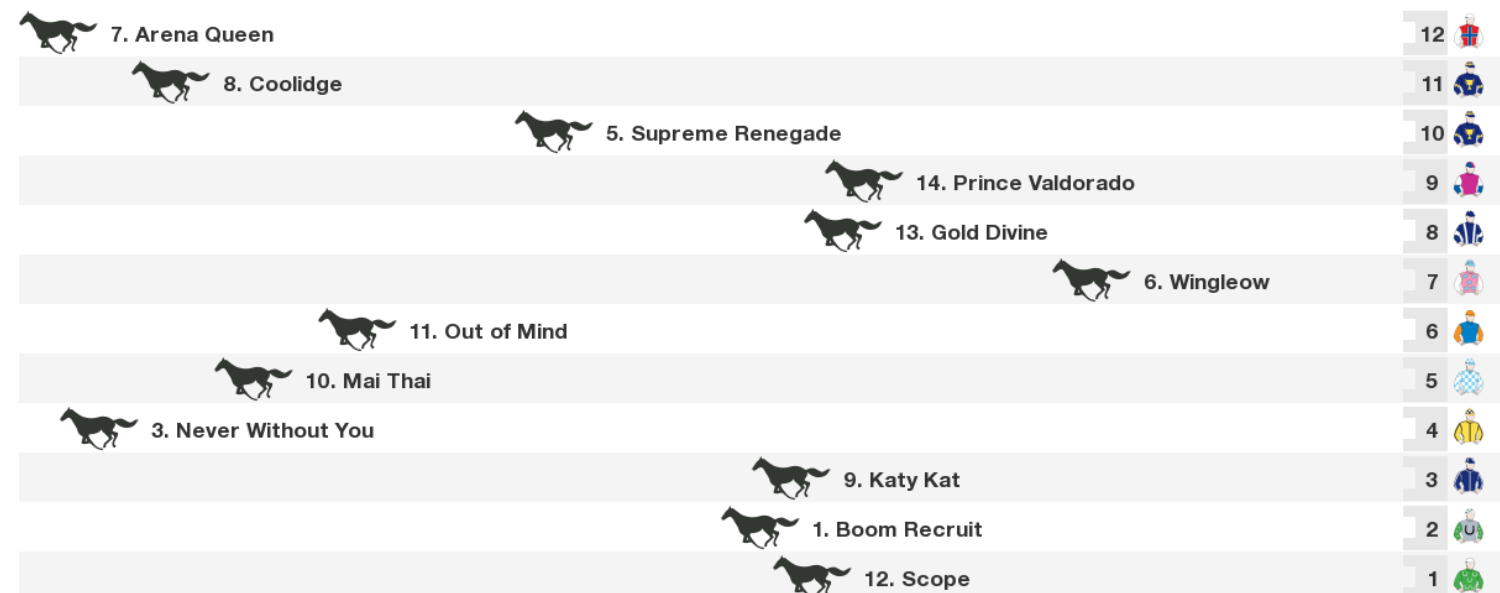 7. Arena Queen 12
8. Coolidge 11
5. Supreme Renegade 10
14. Prince Valdorado 9
13. Gold Divine 8
6. Wingleow 7
11. Out of Mind 6
10. Mai Thai 5
3. Never Without You 4
9. Katy Kat 3
1. Boom Recruit 2
12. Scope 1